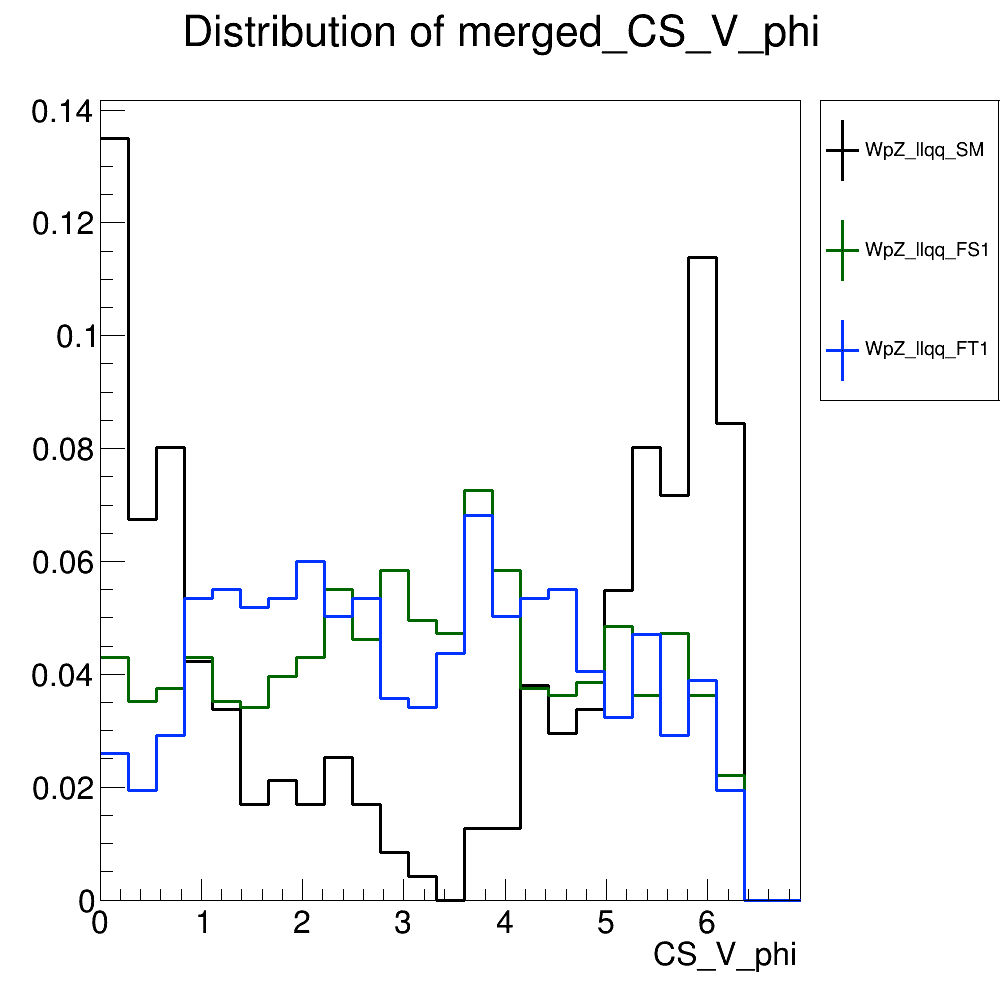 Distribution of merged_CS_V_phi
0.14
0.12
0.1
0.08
0.06
0.04
0.02
0
0 1 2 3 4 5 6
CS_V_phi
WpZ_llqq_SM
WpZ_llqq_FS1
WpZ_llqq_FT1